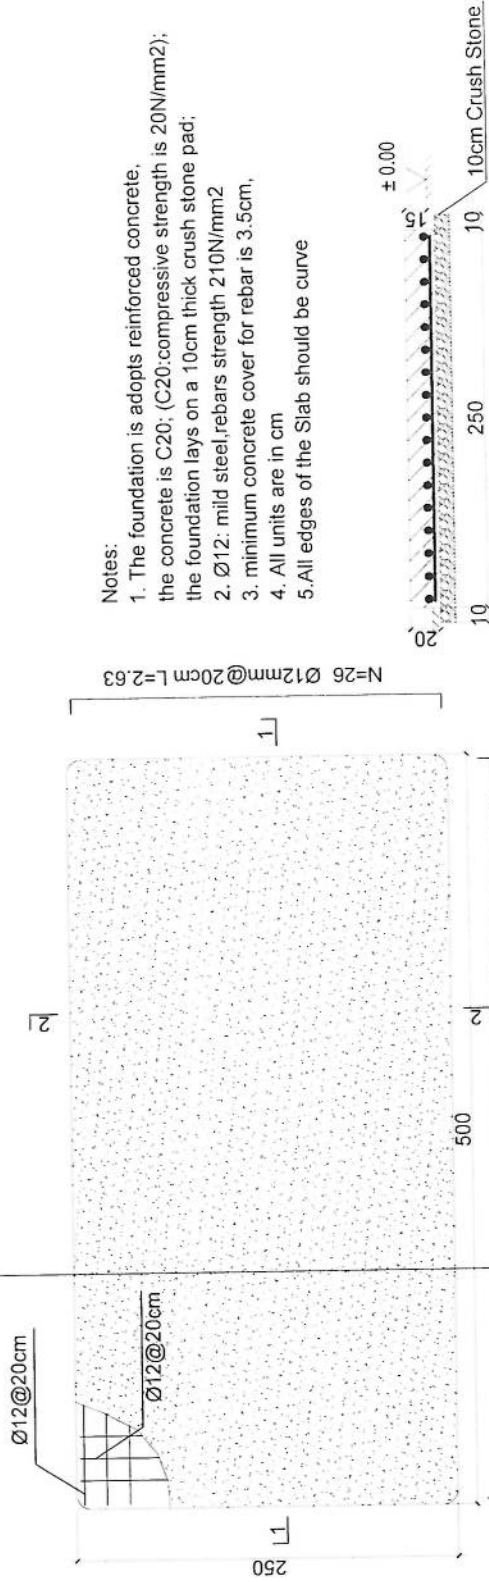 Notes:
1. The foundation is adopts reinforced concrete,
the concrete is C20; (C20:compressive strength is 20N/mm2);
the foundation lays on a 10cm thick crush stone pad;
2. Ø12: mild steel,rebars strength 210N/mm2
3. minimum concrete cover for rebar is 3.5cm,
4. All units are in cm
5.All edges of the Slab should be curve
Ø12@20cm
Ø12@20cm
250
1
1
2
2
500
N=26 Ø12mm@20cm L=2.63
20
15
± 0.00
10
250
10
10cm Crush Stone